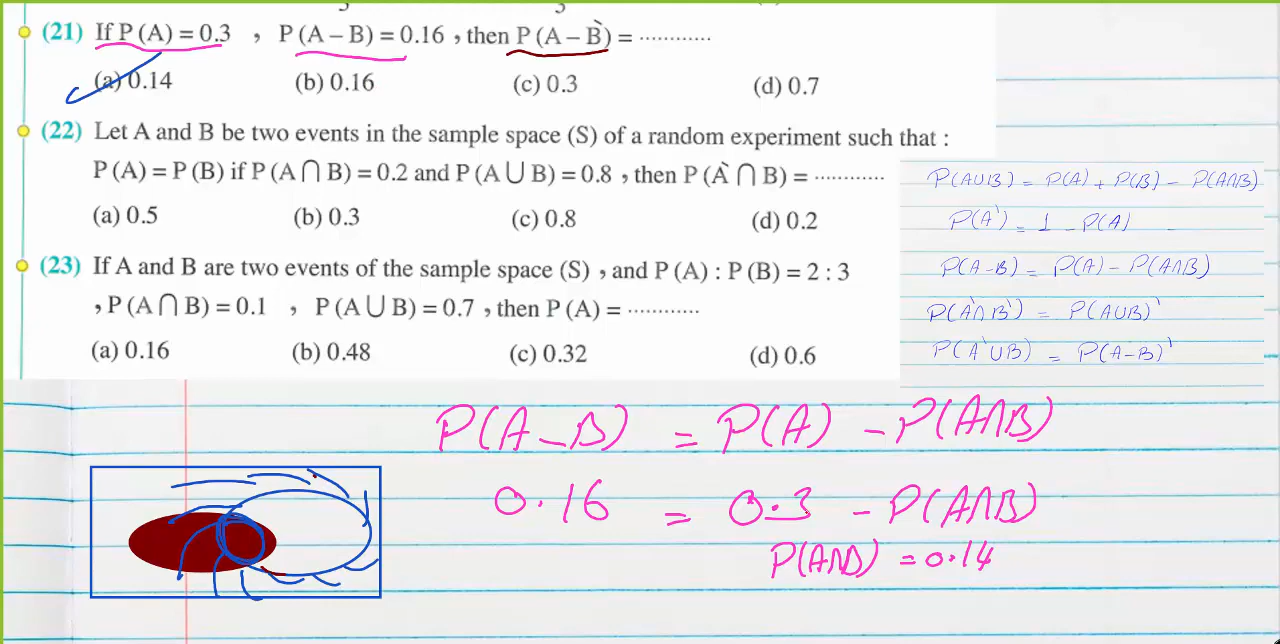 (21) If P (A) = 0.3 , P (A – B) = 0.16 , then P (A – B̀) = ............
(a) 0.14 (b) 0.16 (c) 0.3 (d) 0.7
(22) Let A and B be two events in the sample space (S) of a random experiment such that :
P (A) = P (B) if P (A ⋂ B) = 0.2 and P (A ⋃ B) = 0.8 , then P (À ⋂ B) = ............
(a) 0.5 (b) 0.3 (c) 0.8 (d) 0.2
(23) If A and B are two events of the sample space (S) , and P (A) : P (B) = 2 : 3
, P (A ⋂ B) = 0.1 , P (A ⋃ B) = 0.7 , then P (A) = ............
(a) 0.16 (b) 0.48 (c) 0.32 (d) 0.6
P(A∪B) = P(A) + P(B) - P(A∩B)
P(A') = 1 - P(A)
P(A-B) = P(A) - P(A∩B)
P(A'∩B') = P(A∪B)'
P(A'∪B) = P(A-B)'
P(A-B) = P(A) - P(A∩B)
0.16 = 0.3 - P(A∩B)
P(A∩B) = 0.14